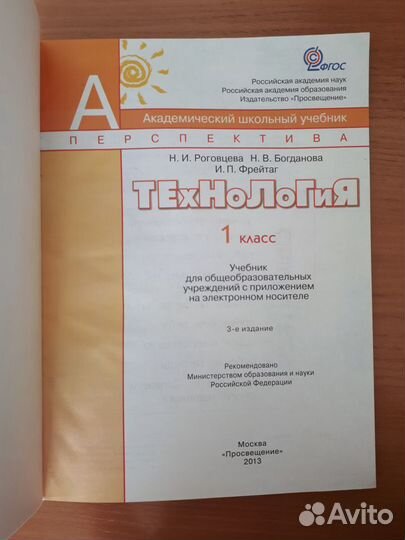 ФГОС
Российская академия наук
Российская академия образования
Издательство «Просвещение»
А
Академический школьный учебник
ПЕРСПЕКТИВА
Н. И. Роговцева Н. В. Богданова
И. П. Фрейтаг
ТЕХНОЛОГИЯ
1 класс
Учебник
для общеобразовательных
учреждений с приложением
на электронном носителе
3-е издание
Рекомендовано
Министерством образования и науки
Российской Федерации
Москва
«Просвещение»
2013
Avito